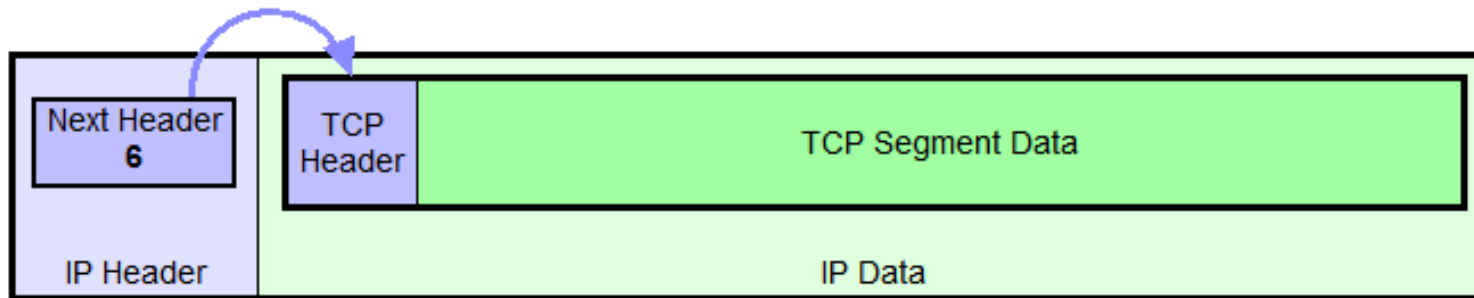 Next Header
6
TCP
Header
TCP Segment Data
IP Header
IP Data